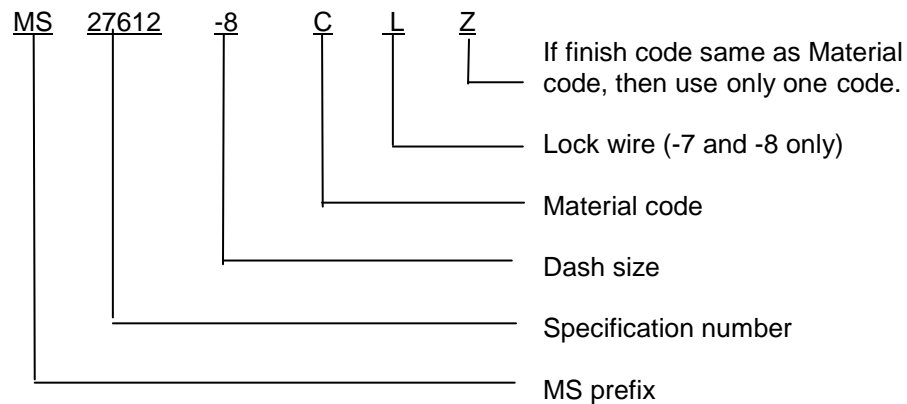 MS 27612 -8 C L Z
If finish code same as Material
code, then use only one code.
Lock wire (-7 and -8 only)
Material code
Dash size
Specification number
MS prefix